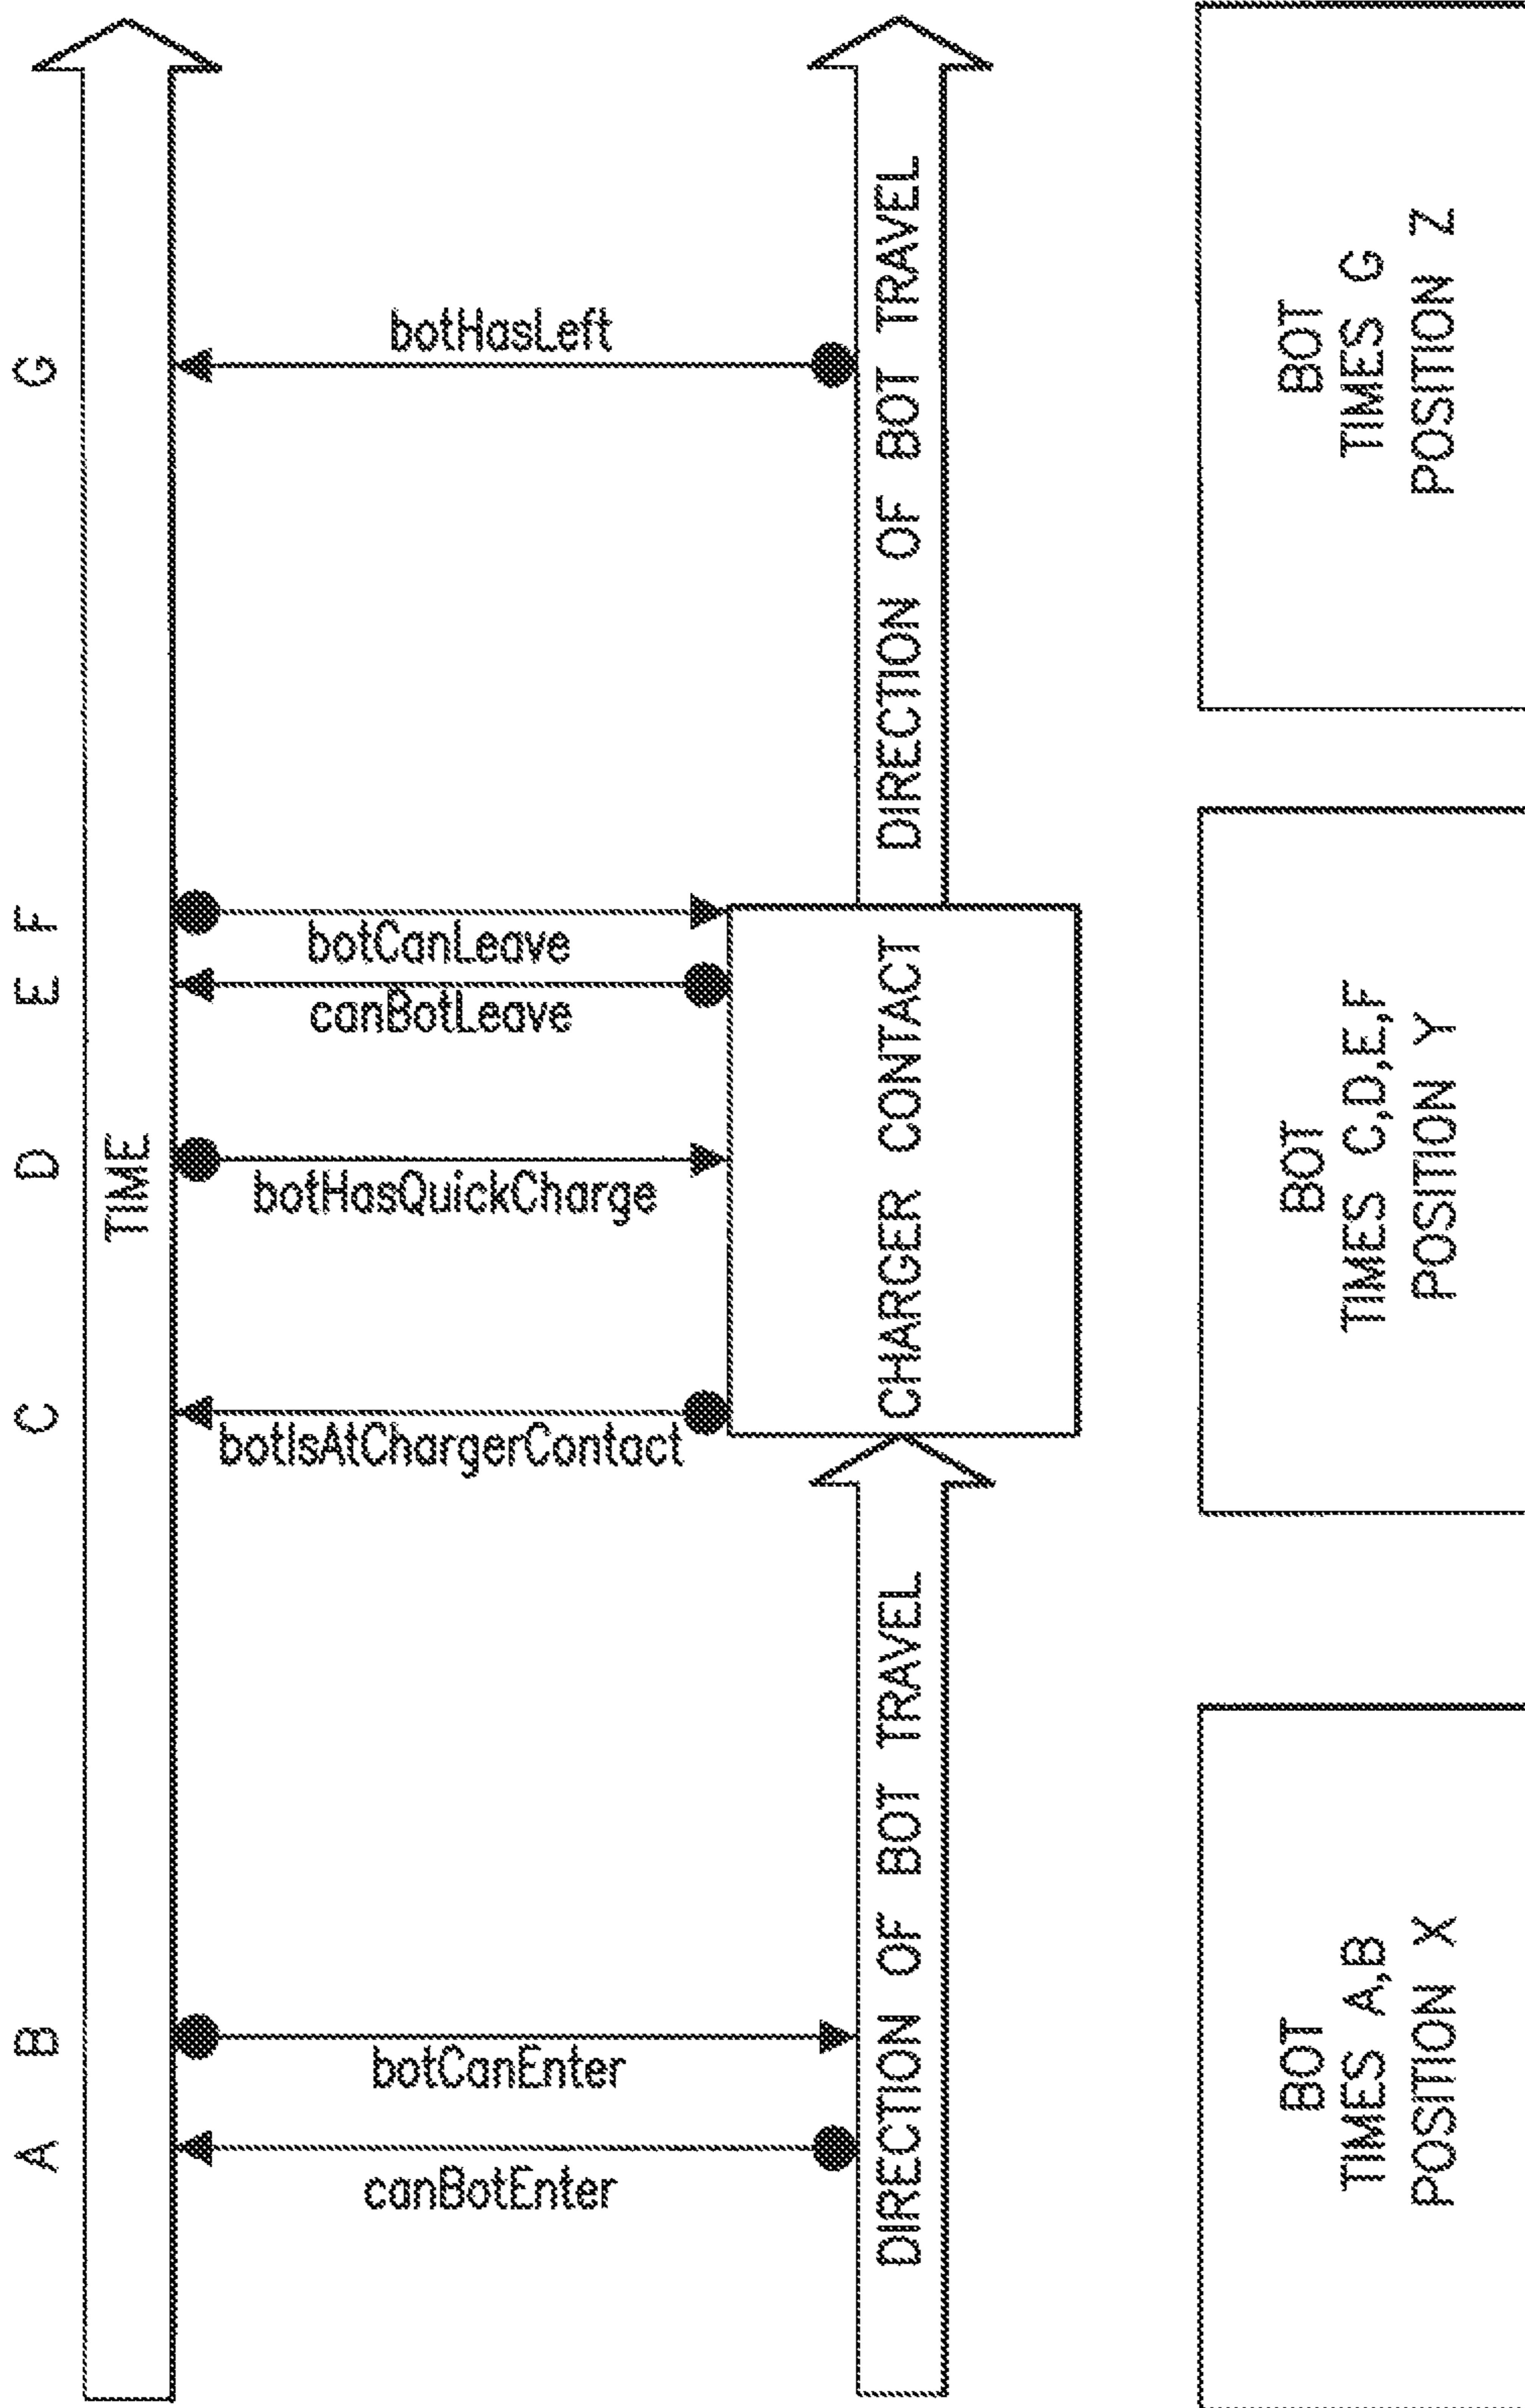 A B C D E F G
TIME
canBotEnter
botCanEnter
botIsAtChargerContact
botHasQuickCharge
canBotLeave
botCanLeave
botHasLeft
DIRECTION OF BOT TRAVEL
CHARGER CONTACT
DIRECTION OF BOT TRAVEL
BOT
TIMES A,B
POSITION X
BOT
TIMES C,D,E,F
POSITION Y
BOT
TIMES G
POSITION Z